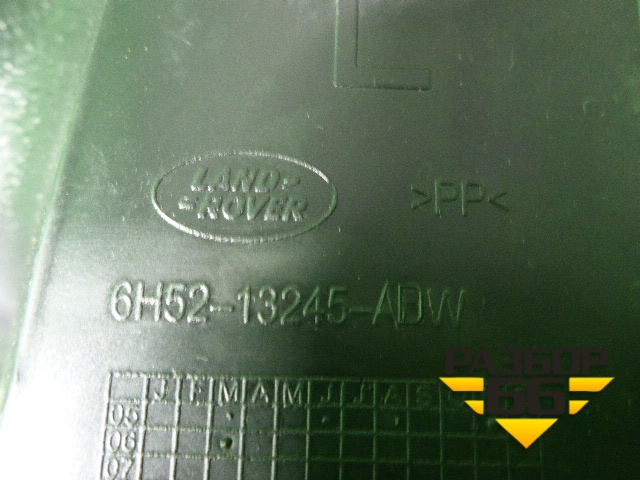 L
LAND
ROVER
>PP<
6H52-13245-ADW
J F M A M J J A S
05
06
07
РАЗБОР
66